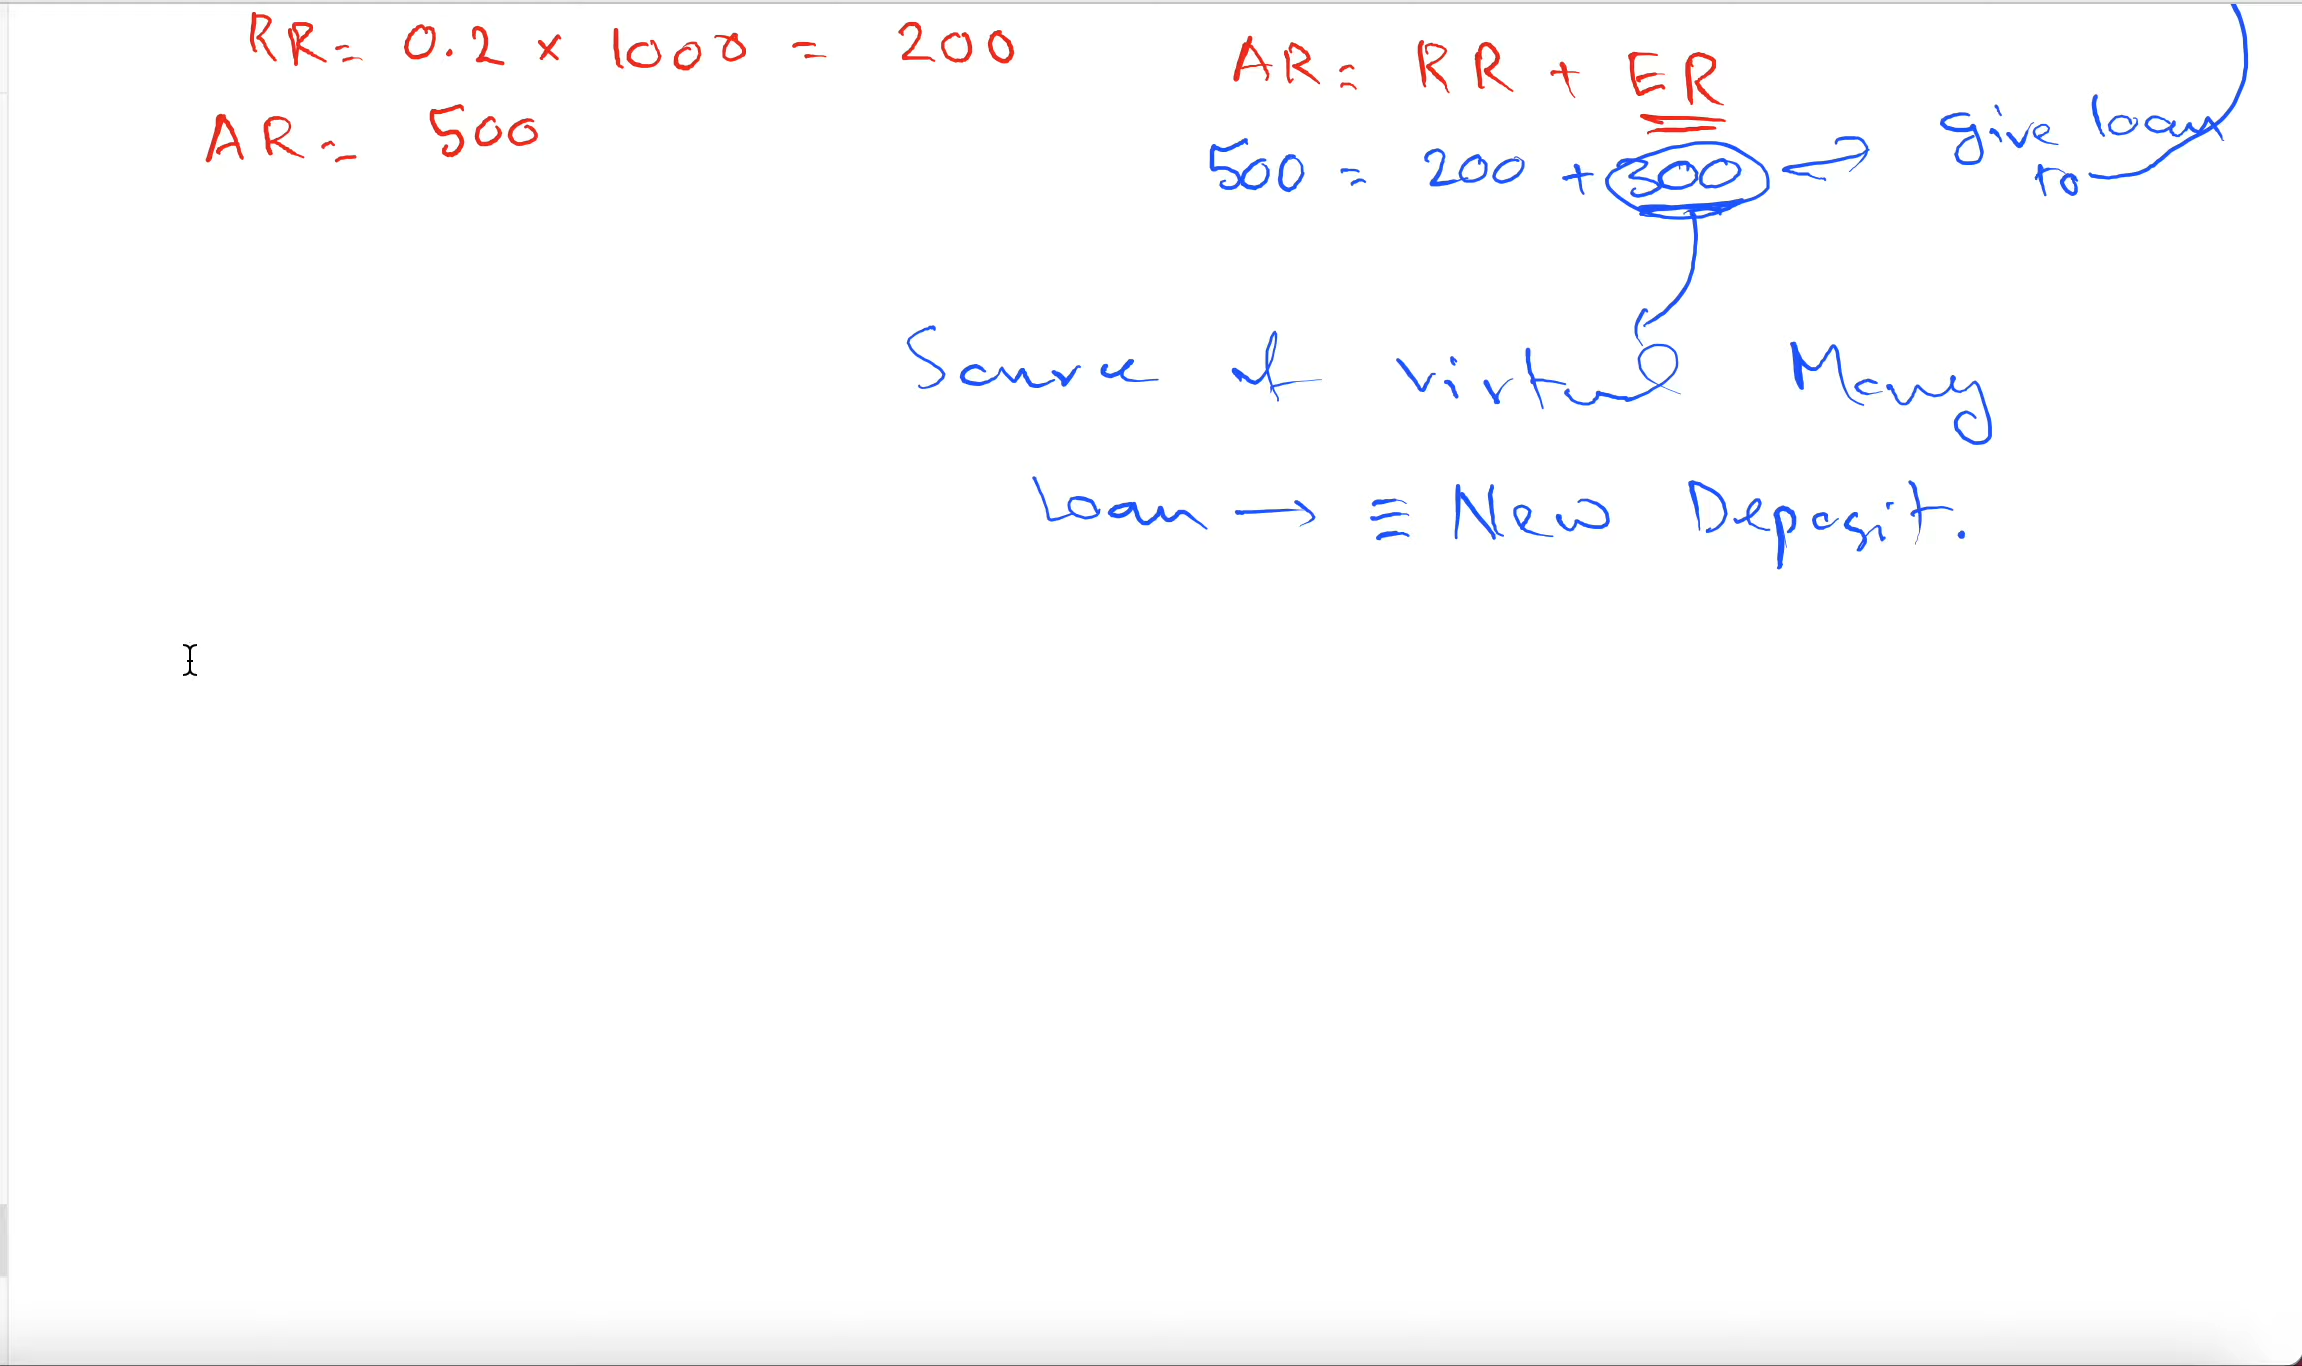 RR = 0.2 x 1000 = 200
AR = 500
AR = RR + ER
500 = 200 + 300 → give loan to
Source of virtual Money
Loan → ≡ New Deposit.